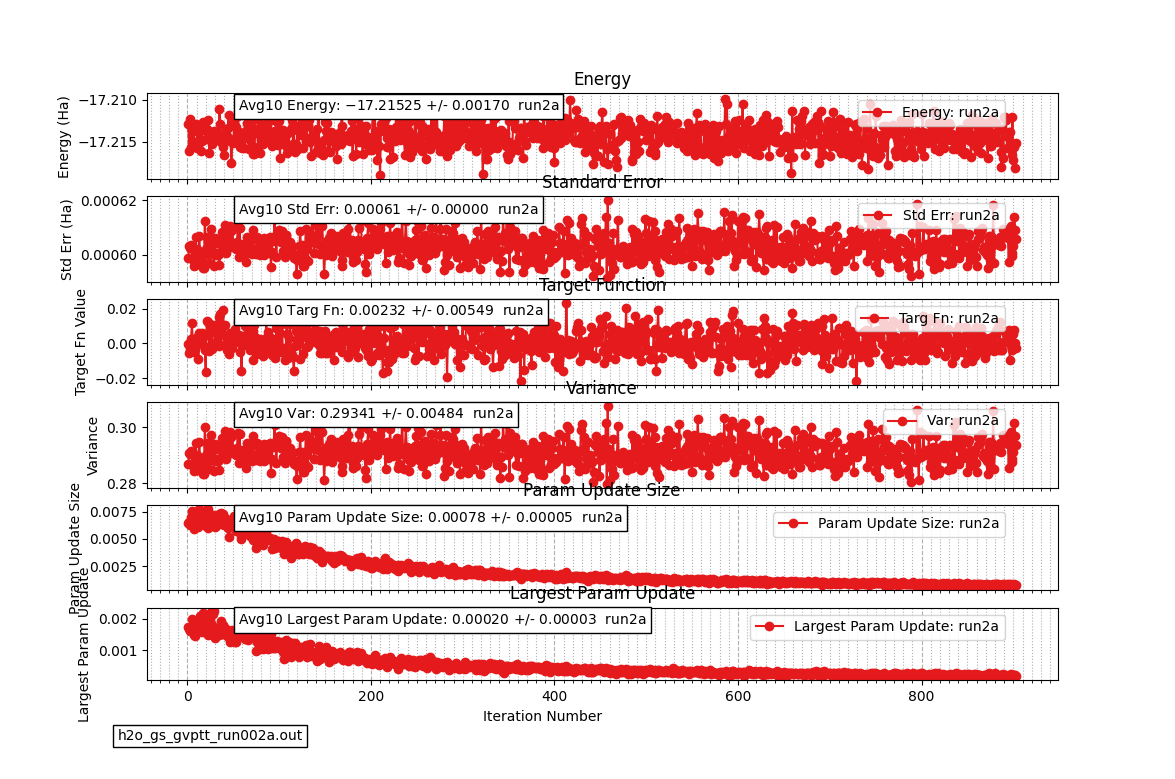 Energy
Energy (Ha)
−17.210
−17.215
Avg10 Energy: −17.21525 +/- 0.00170 run2a
Energy: run2a
Standard Error
Std Err (Ha)
0.00062
0.00060
Avg10 Std Err: 0.00061 +/- 0.00000 run2a
Std Err: run2a
Target Function
Target Fn Value
0.02
0.00
−0.02
Avg10 Targ Fn: 0.00232 +/- 0.00549 run2a
Targ Fn: run2a
Variance
Variance
0.30
0.28
Avg10 Var: 0.29341 +/- 0.00484 run2a
Var: run2a
Param Update Size
Param Update Size
0.0075
0.0050
0.0025
Avg10 Param Update Size: 0.00078 +/- 0.00005 run2a
Param Update Size: run2a
Largest Param Update
Largest Param Update
0.002
0.001
Avg10 Largest Param Update: 0.00020 +/- 0.00003 run2a
Largest Param Update: run2a
0 200 400 600 800
Iteration Number
h2o_gs_gvptt_run002a.out